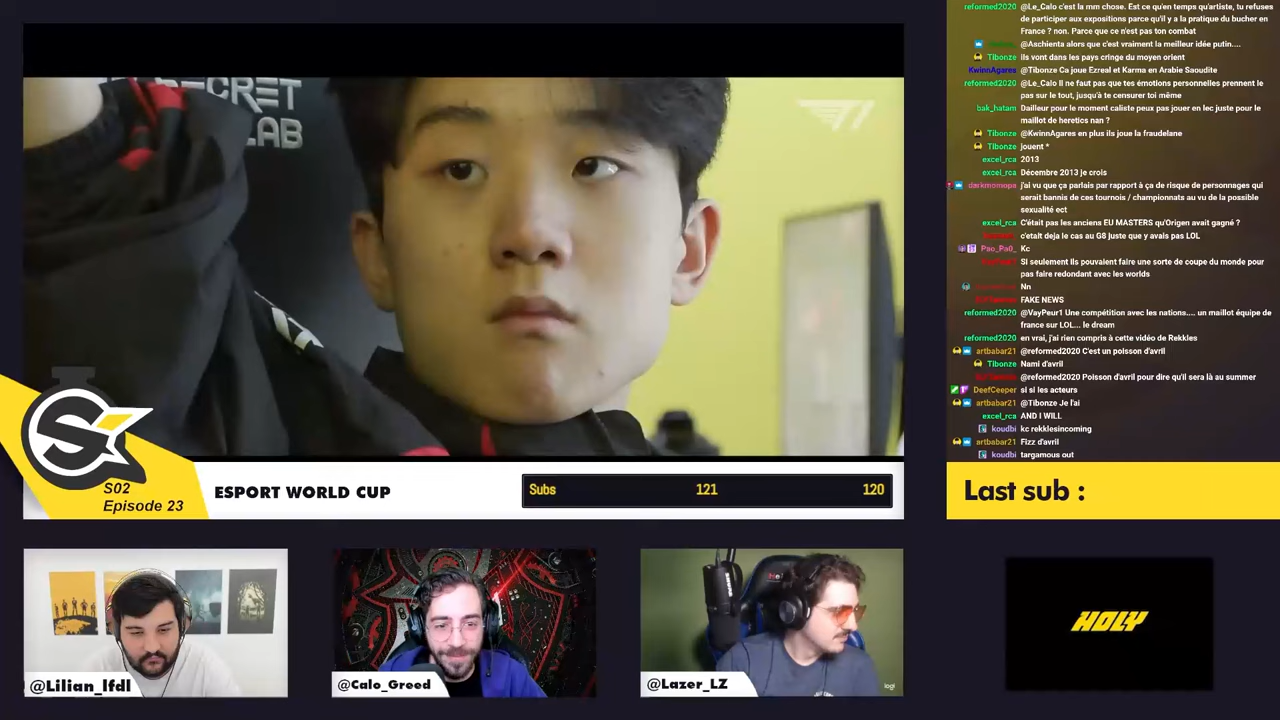 SECRET
LAB
T1
S02
Episode 23
ESPORT WORLD CUP
Subs 121 120
@Lilian_lfdl
@Calo_Greed
@Lazer_LZ
logi
reformed2020 @Le_Calo c'est la mm chose. Est ce qu'en temps qu'artiste, tu refuses
de participer aux expositions parce qu'il y a la pratique du bucher en
France ? non. Parce que ce n'est pas ton combat
@Aschienta alors que c'est vraiment la meilleur idée putin....
Tibonze Ils vont dans les pays cringe du moyen orient
KwinnAgares @Tibonze Ca joue Ezreal et Karma en Arabie Saoudite
reformed2020 @Le_Calo Il ne faut pas que tes émotions personnelles prennent le
pas sur le tout, jusqu'à te censurer toi même
bak_hatam Dailleur pour le moment caliste peux pas jouer en lec juste pour le
maillot de heretics nan ?
Tibonze @KwinnAgares en plus ils joue la fraudelane
Tibonze jouent *
excel_rca 2013
excel_rca Décembre 2013 je crois
darkmomopa j'ai vu que ça parlais par rapport à ça de risque de personnages qui
serait bannis de ces tournois / championnats au vu de la possible
sexualité ect
excel_rca C'était pas les anciens EU MASTERS qu'Origen avait gagné ?
c'etait deja le cas au G8 juste que y avais pas LOL
Pao_Pa0_ Kc
Si seulement ils pouvaient faire une sorte de coupe du monde pour
pas faire redondant avec les worlds
Nn
FAKE NEWS
reformed2020 @VayPeur1 Une compétition avec les nations.... un maillot équipe de
france sur LOL... le dream
reformed2020 en vrai, j'ai rien compris à cette vidéo de Rekkles
artbabar21 @reformed2020 C'est un poisson d'avril
Tibonze Nami d'avril
@reformed2020 Poisson d'avril pour dire qu'il sera là au summer
DeefCeeper si si les acteurs
artbabar21 @Tibonze Je l'ai
excel_rca AND I WILL
koudbi kc rekklesincoming
artbabar21 Fizz d'avril
koudbi targamous out
Last sub :
HOLY